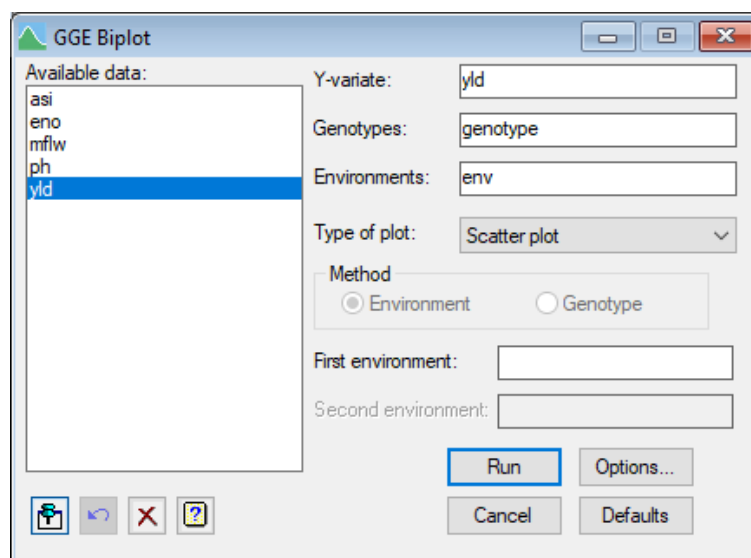 GGE Biplot
Available data:
asi
eno
mflw
ph
yld
Y-variate: yld
Genotypes: genotype
Environments: env
Type of plot: Scatter plot
Method
Environment Genotype
First environment:
Second environment:
Run Options...
Cancel Defaults